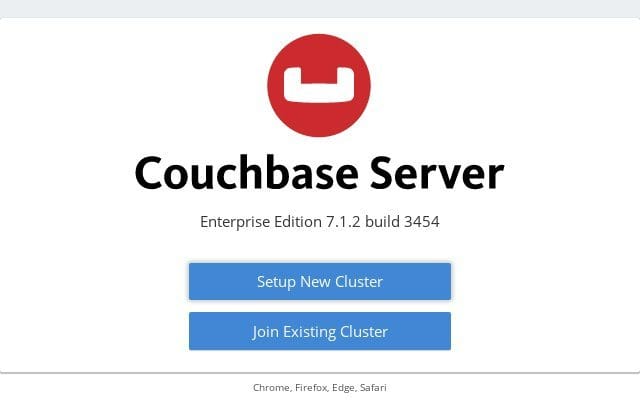 Couchbase Server
Enterprise Edition 7.1.2 build 3454
Setup New Cluster
Join Existing Cluster
Chrome, Firefox, Edge, Safari